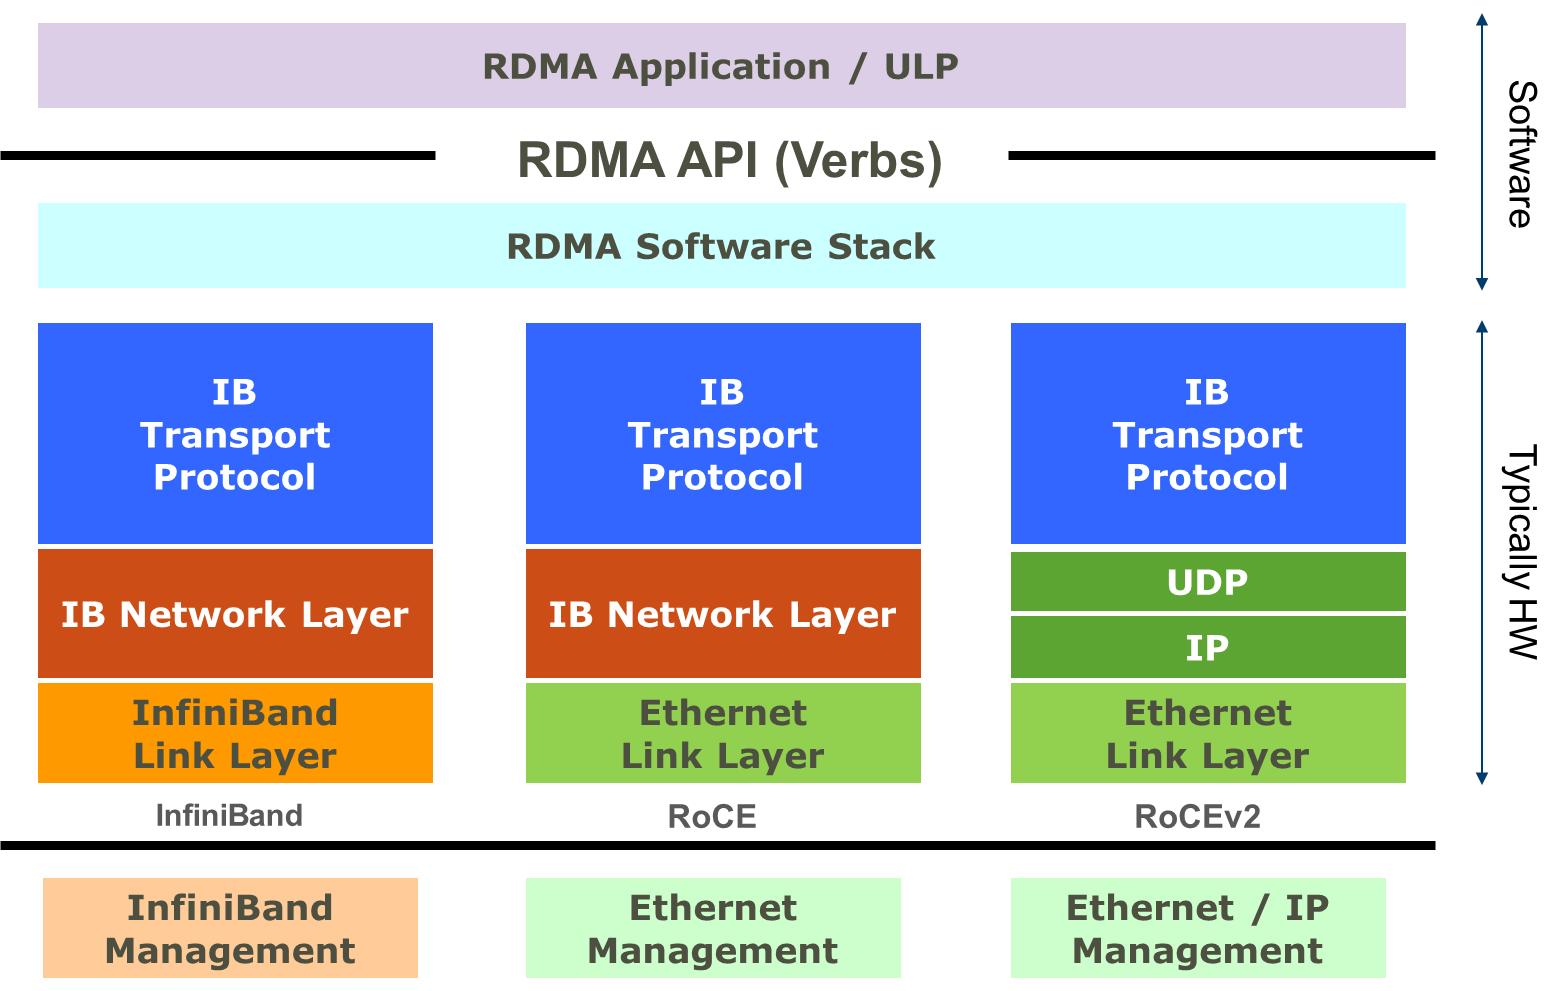 RDMA Application / ULP
RDMA API (Verbs)
RDMA Software Stack
Software
IB
Transport
Protocol
IB Network Layer
InfiniBand
Link Layer
InfiniBand
IB
Transport
Protocol
IB Network Layer
Ethernet
Link Layer
RoCE
IB
Transport
Protocol
UDP
IP
Ethernet
Link Layer
RoCEv2
Typically HW
InfiniBand
Management
Ethernet
Management
Ethernet / IP
Management